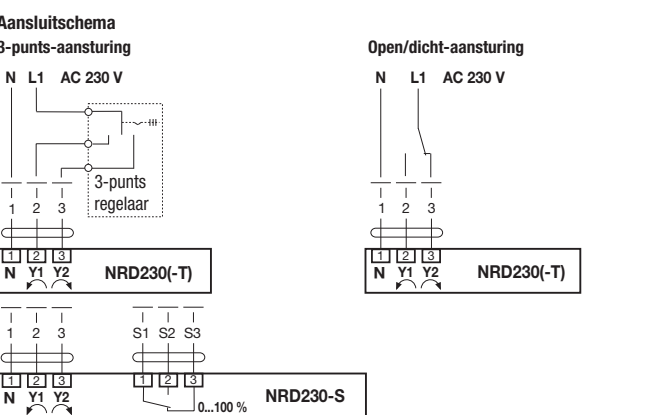 Aansluitschema
3-punts-aansturing
N L1 AC 230 V
3-punts
regelaar
1 2 3
1 2 3
N Y1 Y2
NRD230(-T)
1 2 3
S1 S2 S3
1 2 3
1 2 3
N Y1 Y2
0...100 %
NRD230-S
Open/dicht-aansturing
N L1 AC 230 V
1 2 3
1 2 3
N Y1 Y2
NRD230(-T)